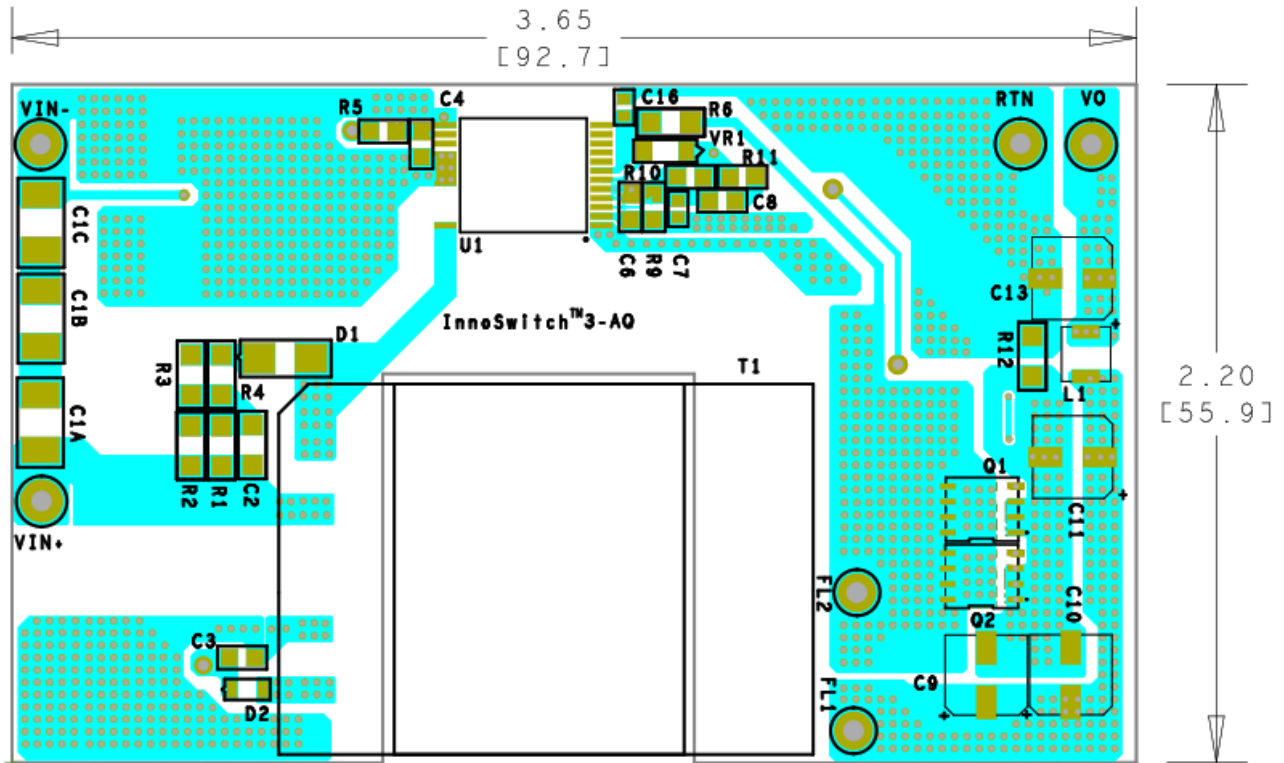 3.65
[92.7]
VIN-
R5
C4
C16
R6
RTN
VO
VR1
R11
R10
C8
C1C
U1
C6
R9
C7
C13
C1B
InnoSwitch™3-AQ
D1
R3
R4
T1
R12
L1
2.20
[55.9]
C1A
R2
R1
C2
Q1
C11
VIN+
FL2
C10
Q2
C3
C9
FL1
D2